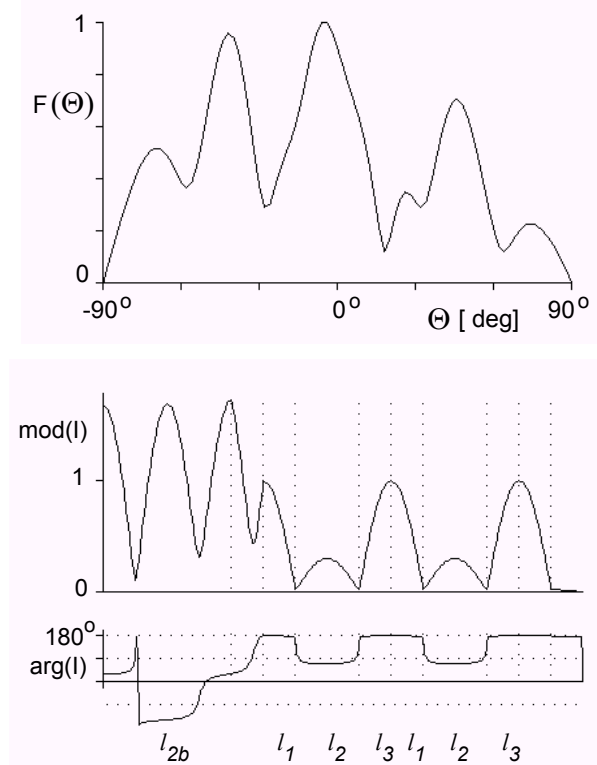 1
F(Θ)
0
-90° 0° 90°
Θ [ deg]
mod(I)
1
0
180°
arg(I)
l2b l1 l2 l3 l1 l2 l3